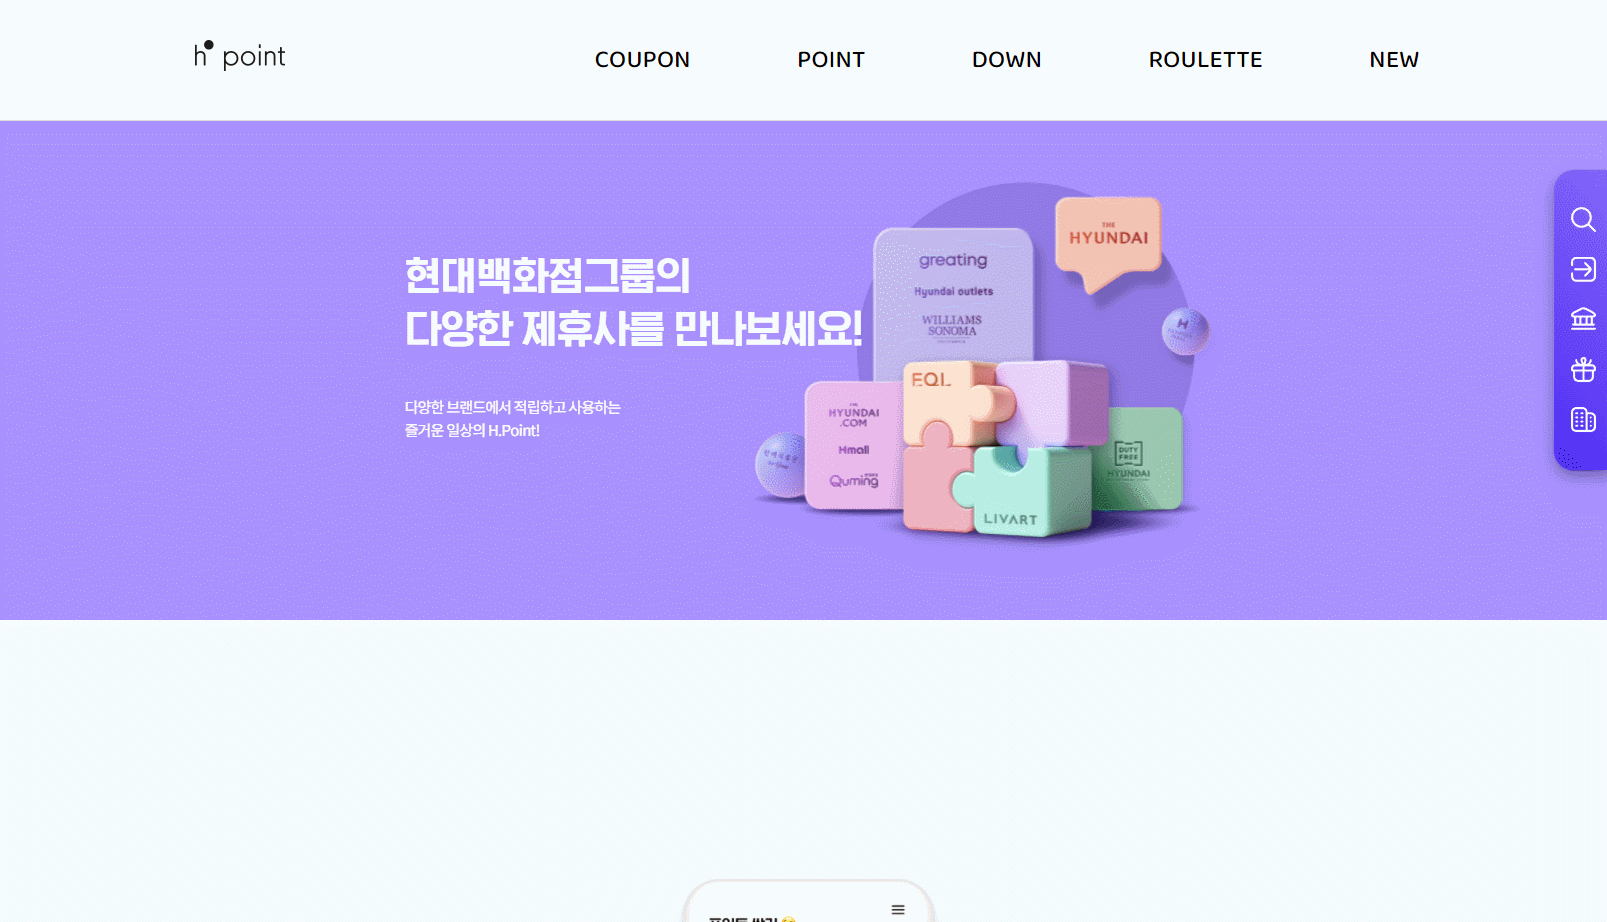 h point
COUPON
POINT
DOWN
ROULETTE
NEW
현대백화점그룹의
다양한 제휴사를 만나보세요!
다양한 브랜드에서 적립하고 사용하는
즐거운 일상의 H.Point!
THE
HYUNDAI
greating
Hyundai outlets
WILLIAMS
SONOMA
H
EQL
THE
HYUNDAI
.COM
Hmall
Quming
DUTY
FREE
HYUNDAI
LIVART